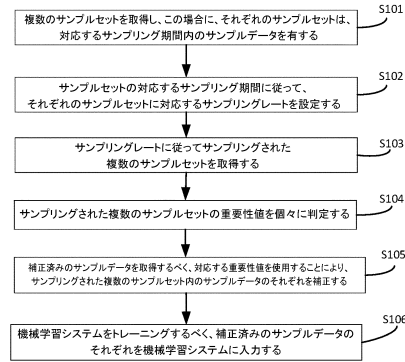 S101
複数のサンプルセットを取得し、この場合に、それぞれのサンプルセットは、
対応するサンプリング期間内のサンプルデータを有する
S102
サンプルセットの対応するサンプリング期間に従って、
それぞれのサンプルセットに対応するサンプリングレートを設定する
S103
サンプリングレートに従ってサンプリングされた
複数のサンプルセットを取得する
S104
サンプリングされた複数のサンプルセットの重要性値を個々に判定する
S105
補正済みのサンプルデータを取得するべく、対応する重要性値を使用することにより、
サンプリングされた複数のサンプルセット内のサンプルデータのそれぞれを補正する
S106
機械学習システムをトレーニングするべく、補正済みのサンプルデータの
それぞれを機械学習システムに入力する